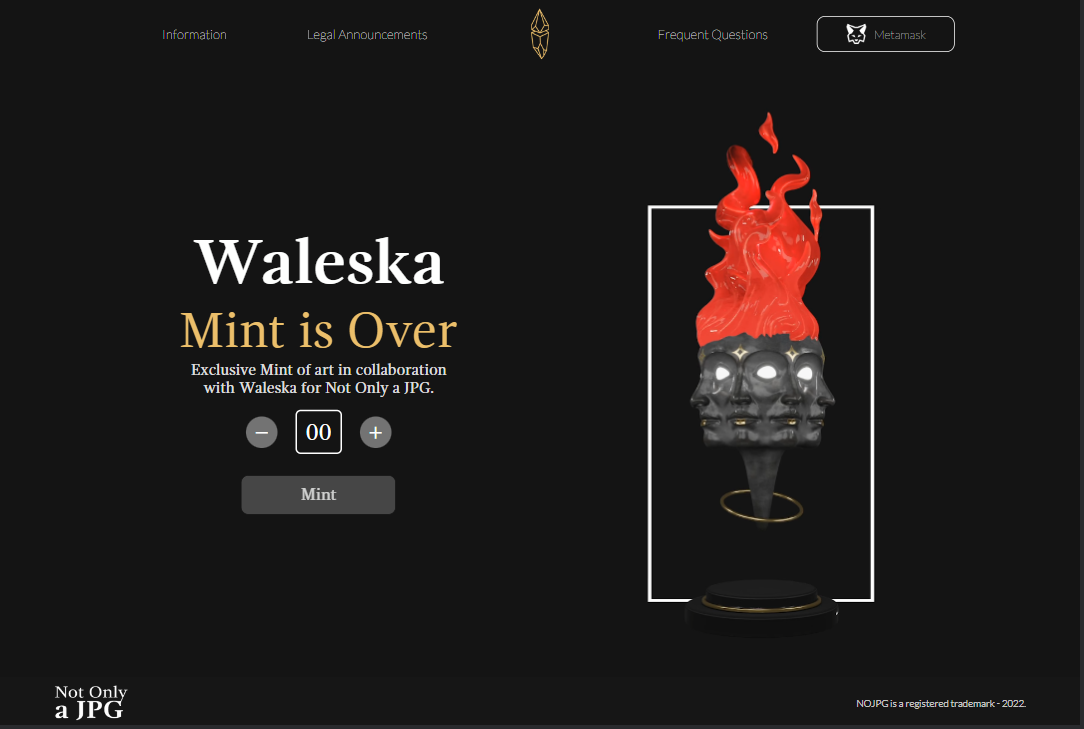 Information
Legal Announcements
Frequent Questions
Metamask
Waleska
Mint is Over
Exclusive Mint of art in collaboration
with Waleska for Not Only a JPG.
− 00 +
Mint
Not Only
a JPG
NOJPG is a registered trademark - 2022.